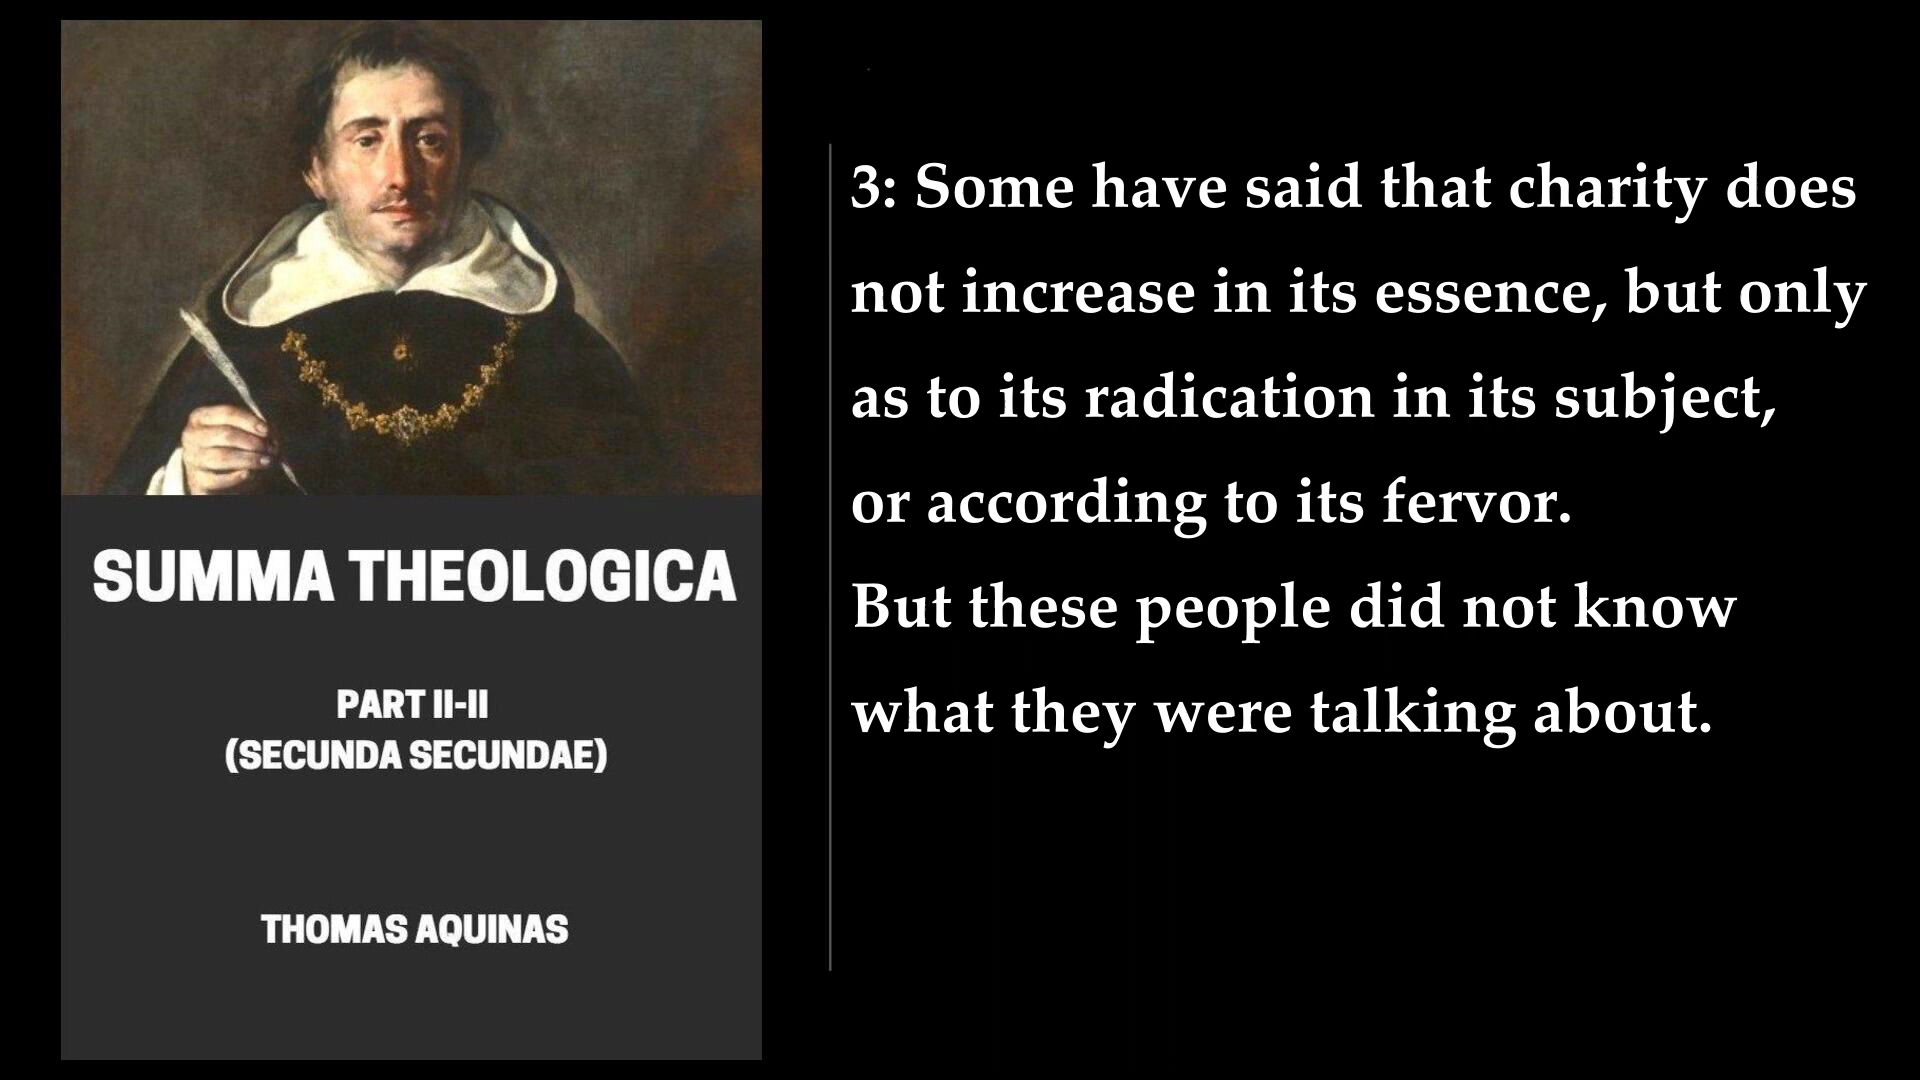 SUMMA THEOLOGICA
PART II-II
(SECUNDA SECUNDAE)
THOMAS AQUINAS
3: Some have said that charity does
not increase in its essence, but only
as to its radication in its subject,
or according to its fervor.
But these people did not know
what they were talking about.